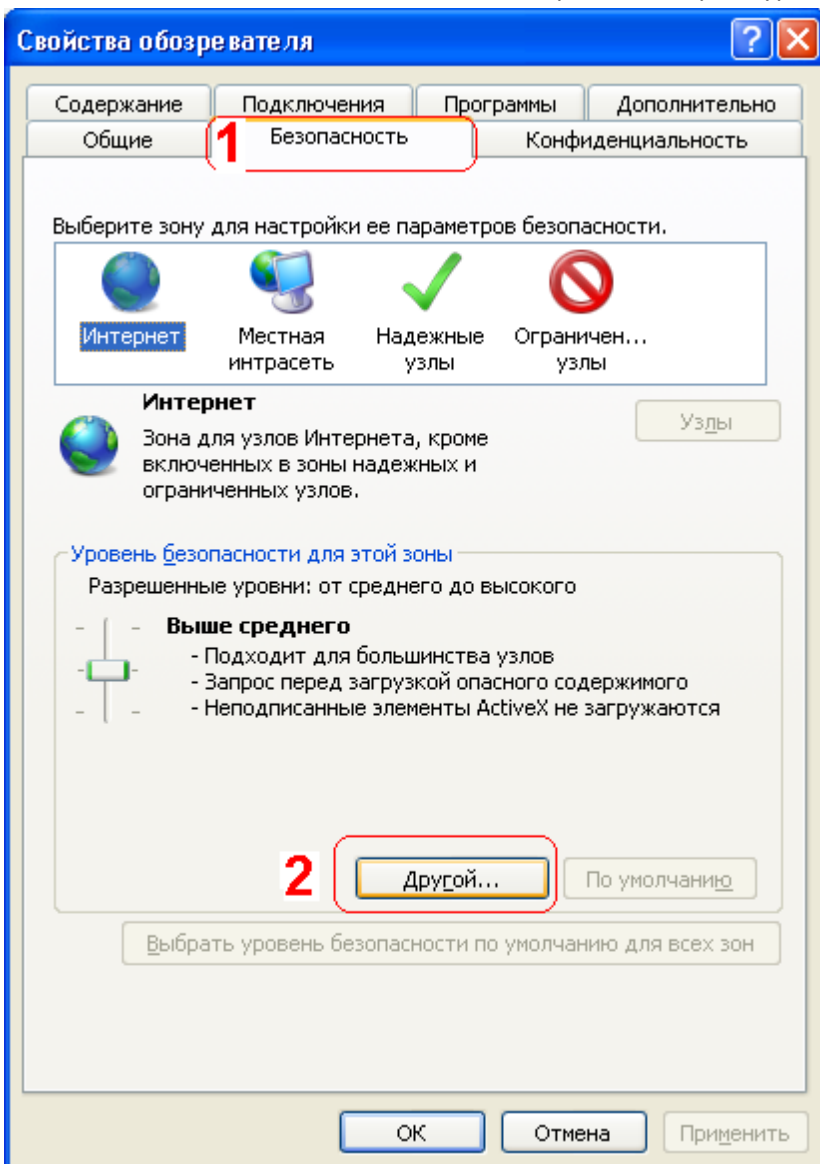 Свойства обозревателя
Содержание Подключения Программы Дополнительно
Общие 1 Безопасность Конфиденциальность
Выберите зону для настройки ее параметров безопасности.
Интернет Местная интрасеть Надежные узлы Ограничен... узлы
Интернет
Узлы
Зона для узлов Интернета, кроме
включенных в зоны надежных и
ограниченных узлов.
Уровень безопасности для этой зоны
Разрешенные уровни: от среднего до высокого
Выше среднего
- Подходит для большинства узлов
- Запрос перед загрузкой опасного содержимого
- Неподписанные элементы ActiveX не загружаются
2 Другой... По умолчанию
Выбрать уровень безопасности по умолчанию для всех зон
ОК Отмена Применить